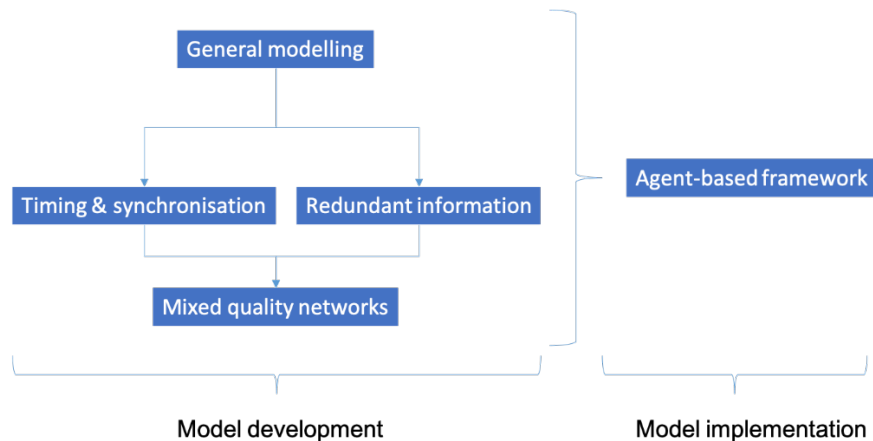 General modelling
Timing & synchronisation
Redundant information
Agent-based framework
Mixed quality networks
Model development
Model implementation